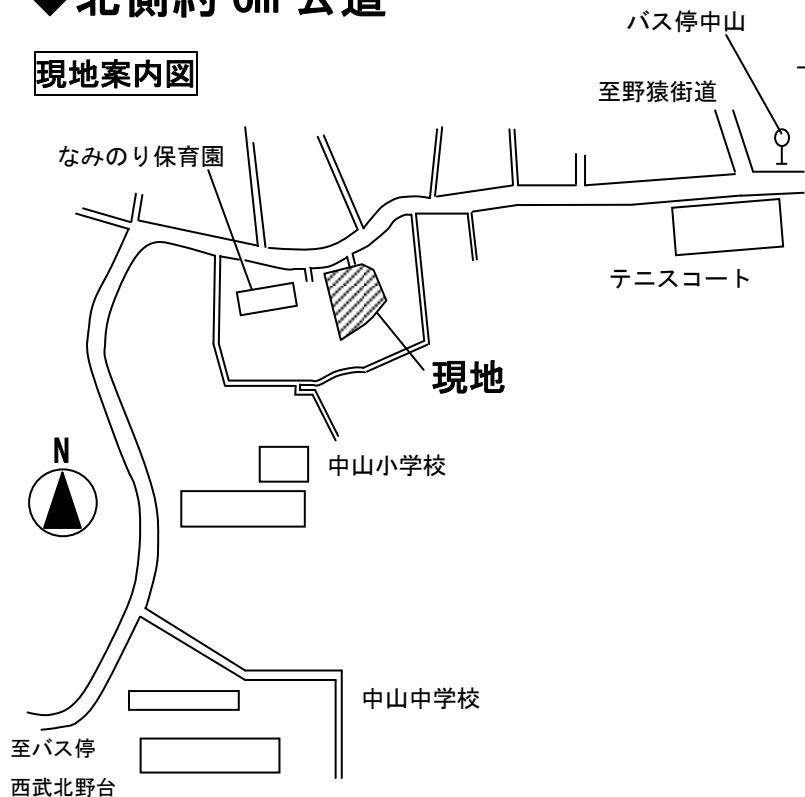 ◆北側約6m公道
現地案内図
バス停中山
至野猿街道
なみのり保育園
テニスコート
現地
N
中山小学校
中山中学校
至バス停
西武北野台